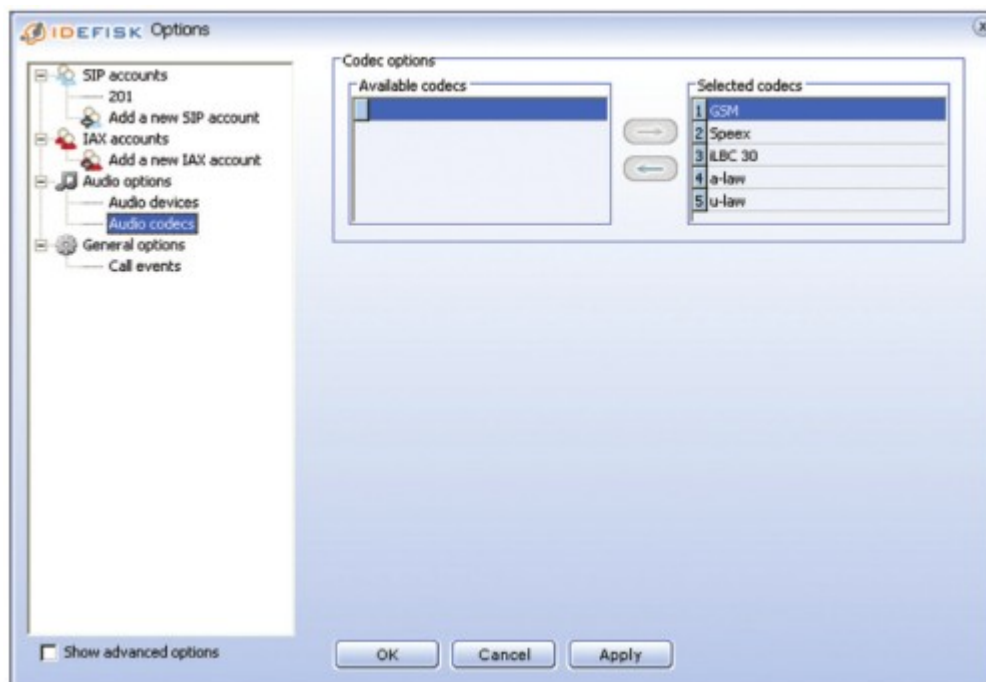 IDEFISK Options
SIP accounts
201
Add a new SIP account
IAX accounts
Add a new IAX account
Audio options
Audio devices
Audio codecs
General options
Call events
Show advanced options
Codec options
Available codecs
Selected codecs
1 GSM
2 Speex
3 iLBC 30
4 a-law
5 u-law
OK
Cancel
Apply